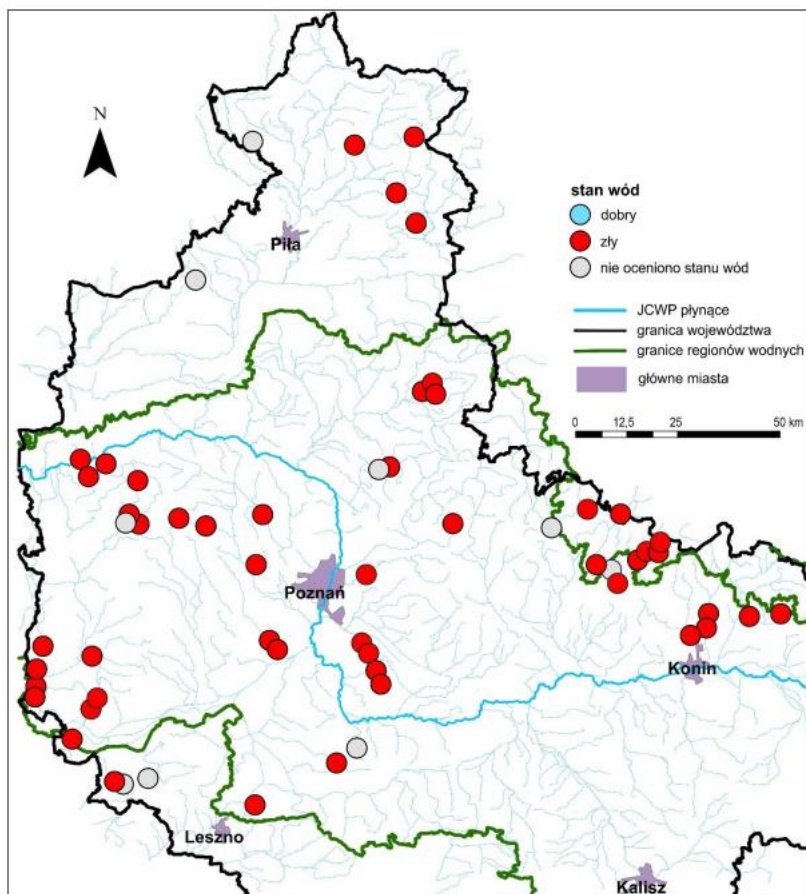 N
stan wód
dobry
zły
nie oceniono stanu wód
JCWP płynące
granica województwa
granice regionów wodnych
główne miasta
0 12,5 25 50 km
Piła
Poznań
Konin
Leszno
Kalisz